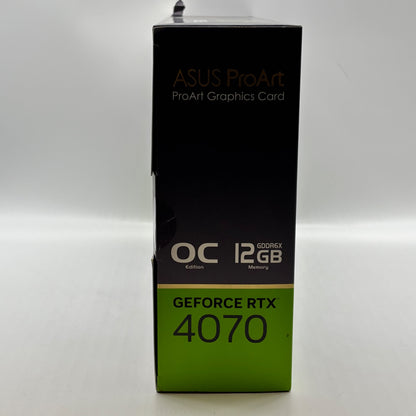 ASUS ProArt
ProArt Graphics Card
OC
Edition
12GB
GDDR6X
Memory
GEFORCE RTX
4070